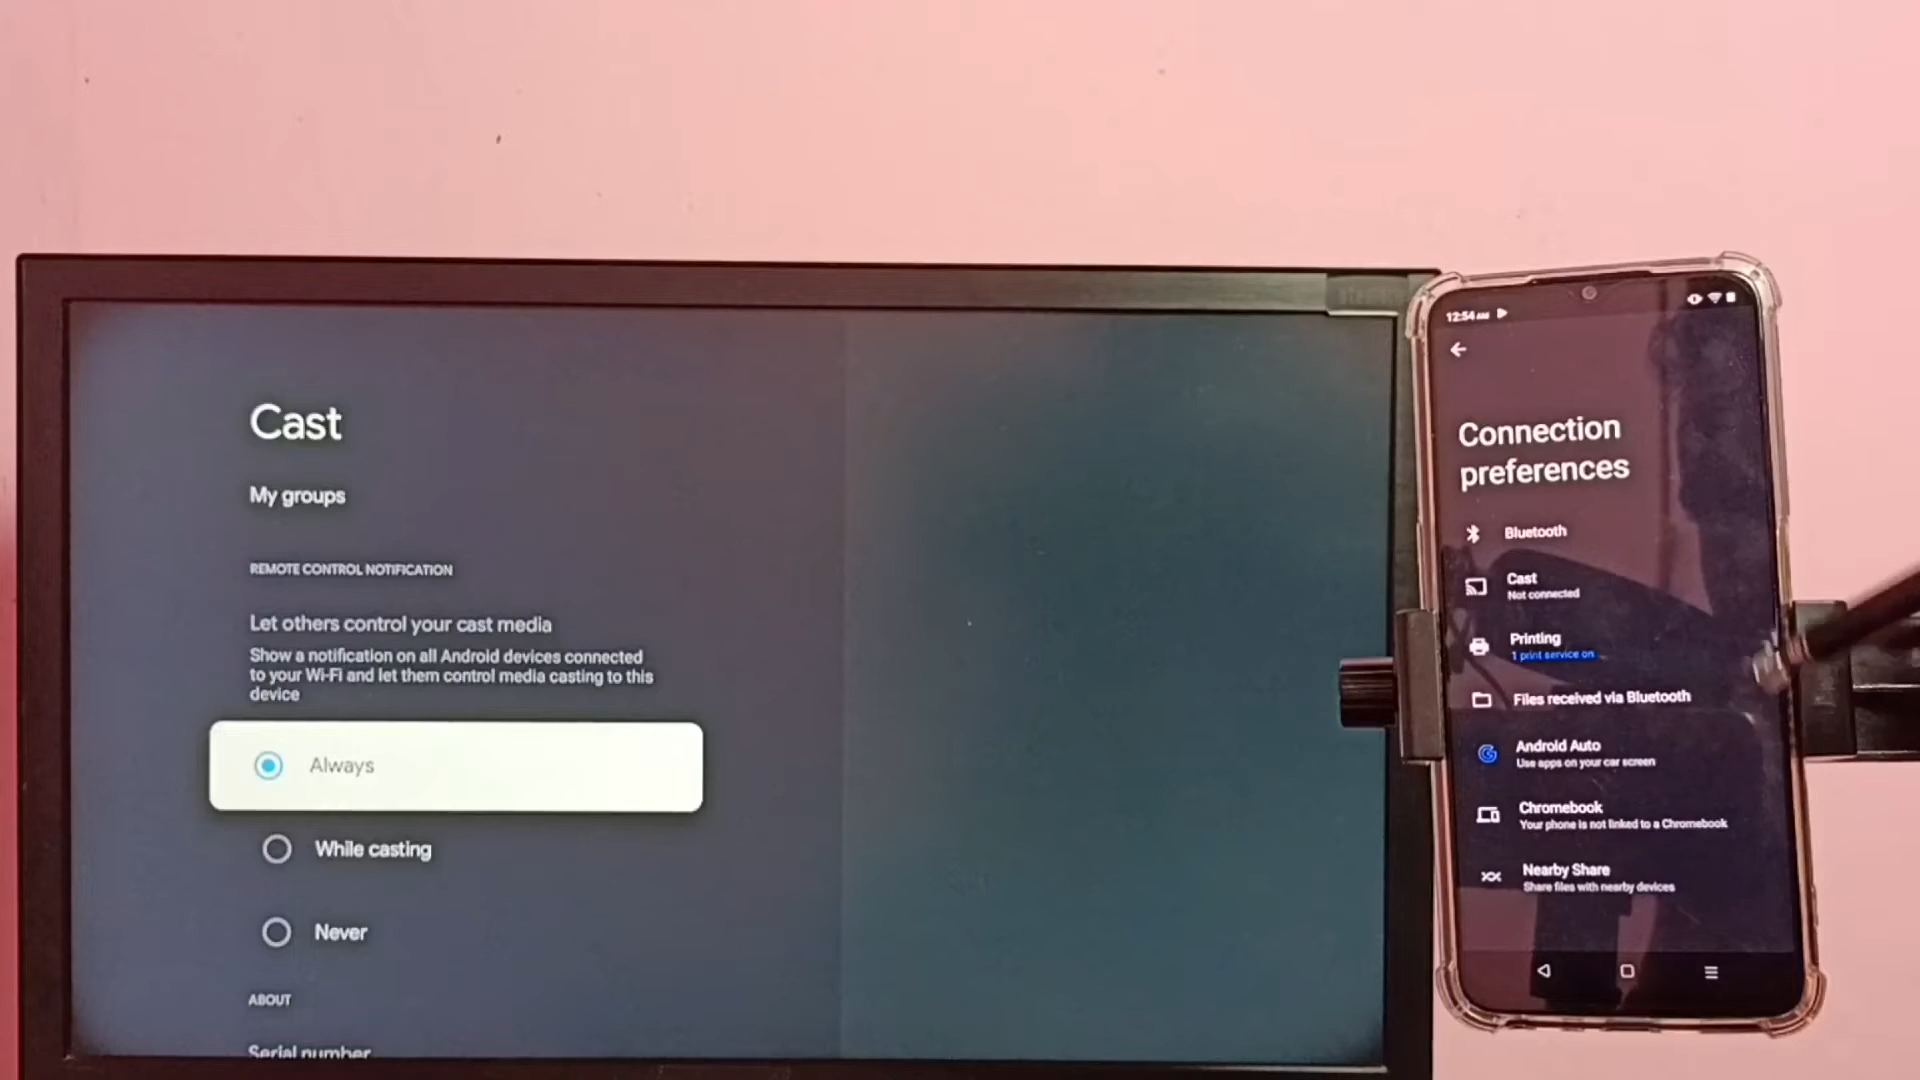 Cast
My groups
REMOTE CONTROL NOTIFICATION
Let others control your cast media
Show a notification on all Android devices connected
to your Wi-Fi and let them control media casting to this
device
Always
While casting
Never
ABOUT
Serial number
12:54 AM
Connection
preferences
Bluetooth
Cast
Not connected
Printing
1 print service on
Files received via Bluetooth
Android Auto
Use apps on your car screen
Chromebook
Your phone is not linked to a Chromebook
Nearby Share
Share files with nearby devices